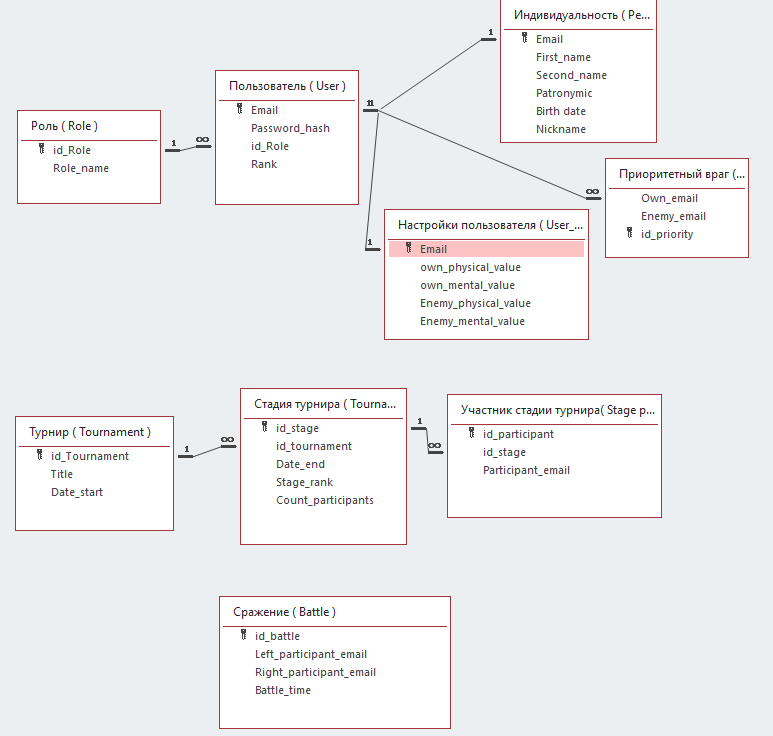 Индивидуальность ( Pe...
Email
First_name
Second_name
Patronymic
Birth date
Nickname
Пользователь ( User )
Email
Password_hash
id_Role
Rank
Роль ( Role )
id_Role
Role_name
1
∞
11
1
∞
1
Приоритетный враг (...
Own_email
Enemy_email
id_priority
Настройки пользователя ( User_...
Email
own_physical_value
own_mental_value
Enemy_physical_value
Enemy_mental_value
Турнир ( Tournament )
id_Tournament
Title
Date_start
1
∞
Стадия турнира ( Tourna...
id_stage
id_tournament
Date_end
Stage_rank
Count_participants
1
∞
Участник стадии турнира( Stage p...
id_participant
id_stage
Participant_email
Сражение ( Battle )
id_battle
Left_participant_email
Right_participant_email
Battle_time